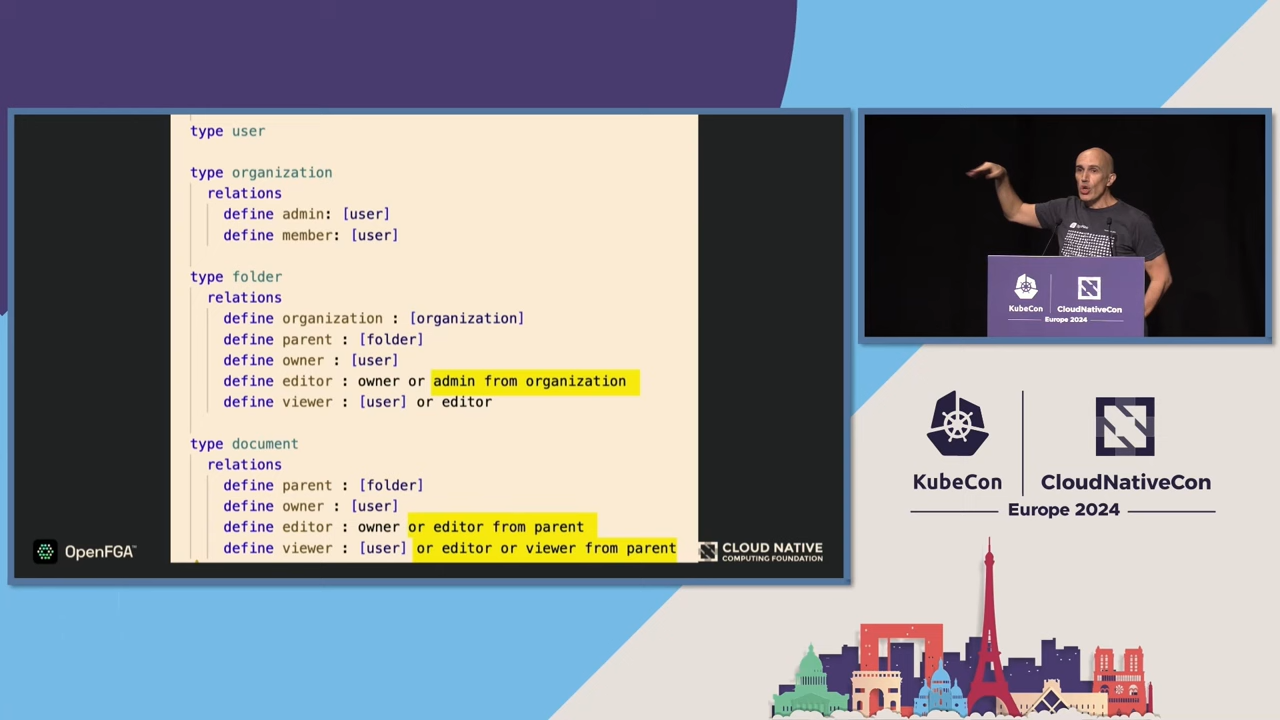 type user
type organization
relations
define admin: [user]
define member: [user]
type folder
relations
define organization : [organization]
define parent : [folder]
define owner : [user]
define editor : owner or admin from organization
define viewer : [user] or editor
type document
relations
define parent : [folder]
define owner : [user]
define editor : owner or editor from parent
define viewer : [user] or editor or viewer from parent
OpenFGA™
CLOUD NATIVE
COMPUTING FOUNDATION
KubeCon
CloudNativeCon
Europe 2024
KubeCon
CloudNativeCon
Europe 2024